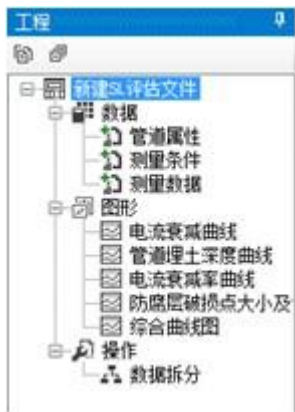 工程
新建SL评估文件
数据
管道属性
测量条件
测量数据
图形
电流衰减曲线
管道埋土深度曲线
电流衰减率曲线
防腐层破损点大小及
综合曲线图
操作
数据拆分